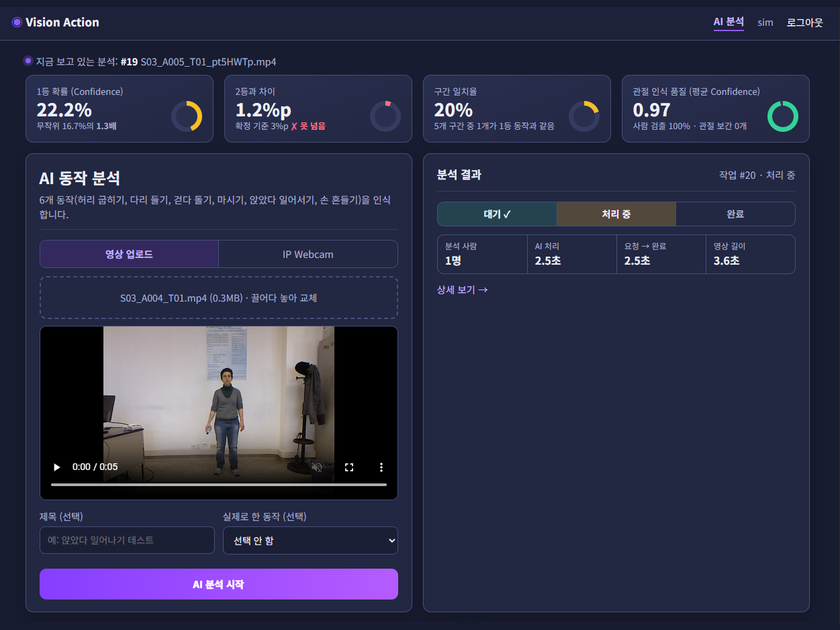 Vision Action
AI 분석
sim
로그아웃
지금 보고 있는 분석: #19 S03_A005_T01_pt5HWTp.mp4
1등 확률 (Confidence)
22.2%
무작위 16.7%의 1.3배
2등과 차이
1.2%p
확정 기준 3%p ✗ 못 넘음
구간 일치율
20%
5개 구간 중 1개가 1등 동작과 같음
관절 인식 품질 (평균 Confidence)
0.97
사람 검출 100% · 관절 보간 0개
AI 동작 분석
6개 동작(허리 굽히기, 다리 들기, 걷다 돌기, 마시기, 앉았다 일어서기, 손 흔들기)을 인식
합니다.
영상 업로드
IP Webcam
S03_A004_T01.mp4 (0.3MB) · 끌어다 놓아 교체
0:00 / 0:05
제목 (선택)
예: 앉았다 일어나기 테스트
실제로 한 동작 (선택)
선택 안 함
AI 분석 시작
분석 결과
작업 #20 · 처리 중
대기 ✓
처리 중
완료
분석 사람
1명
AI 처리
2.5초
요청 → 완료
2.5초
영상 길이
3.6초
상세 보기 →